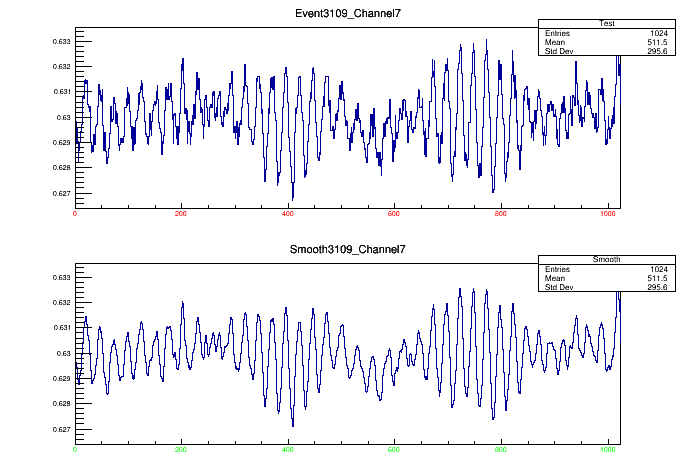 Event3109_Channel7
Test
Entries 1024
Mean 511.5
Std Dev 295.6
0.633
0.632
0.631
0.63
0.629
0.628
0.627
0 200 400 600 800 1000
Smooth3109_Channel7
Smooth
Entries 1024
Mean 511.5
Std Dev 295.6
0.633
0.632
0.631
0.63
0.629
0.628
0.627
0 200 400 600 800 1000